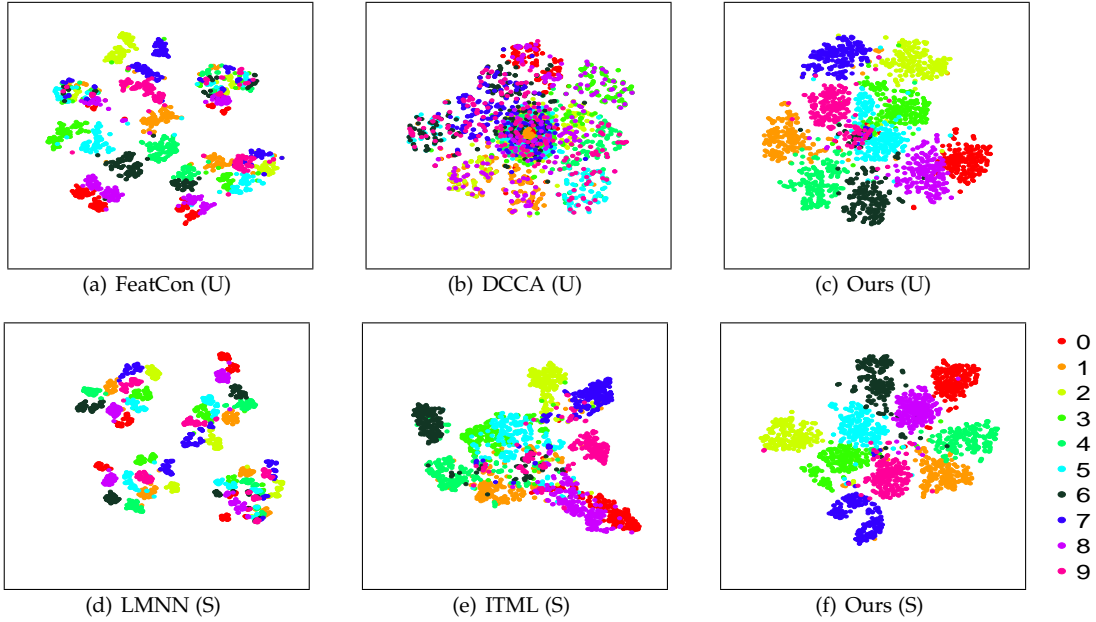 (a) FeatCon (U)
(b) DCCA (U)
(c) Ours (U)
0
1
2
3
4
5
6
7
8
9
(d) LMNN (S)
(e) ITML (S)
(f) Ours (S)